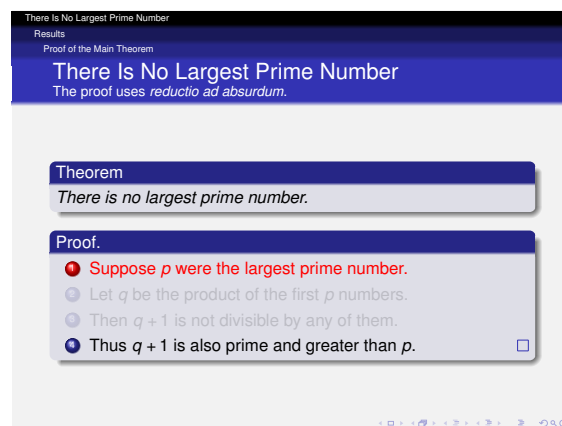 There Is No Largest Prime Number
Results
Proof of the Main Theorem
There Is No Largest Prime Number
The proof uses reductio ad absurdum.
Theorem
There is no largest prime number.
Proof.
1 Suppose p were the largest prime number.
2 Let q be the product of the first p numbers.
3 Then q + 1 is not divisible by any of them.
4 Thus q + 1 is also prime and greater than p.